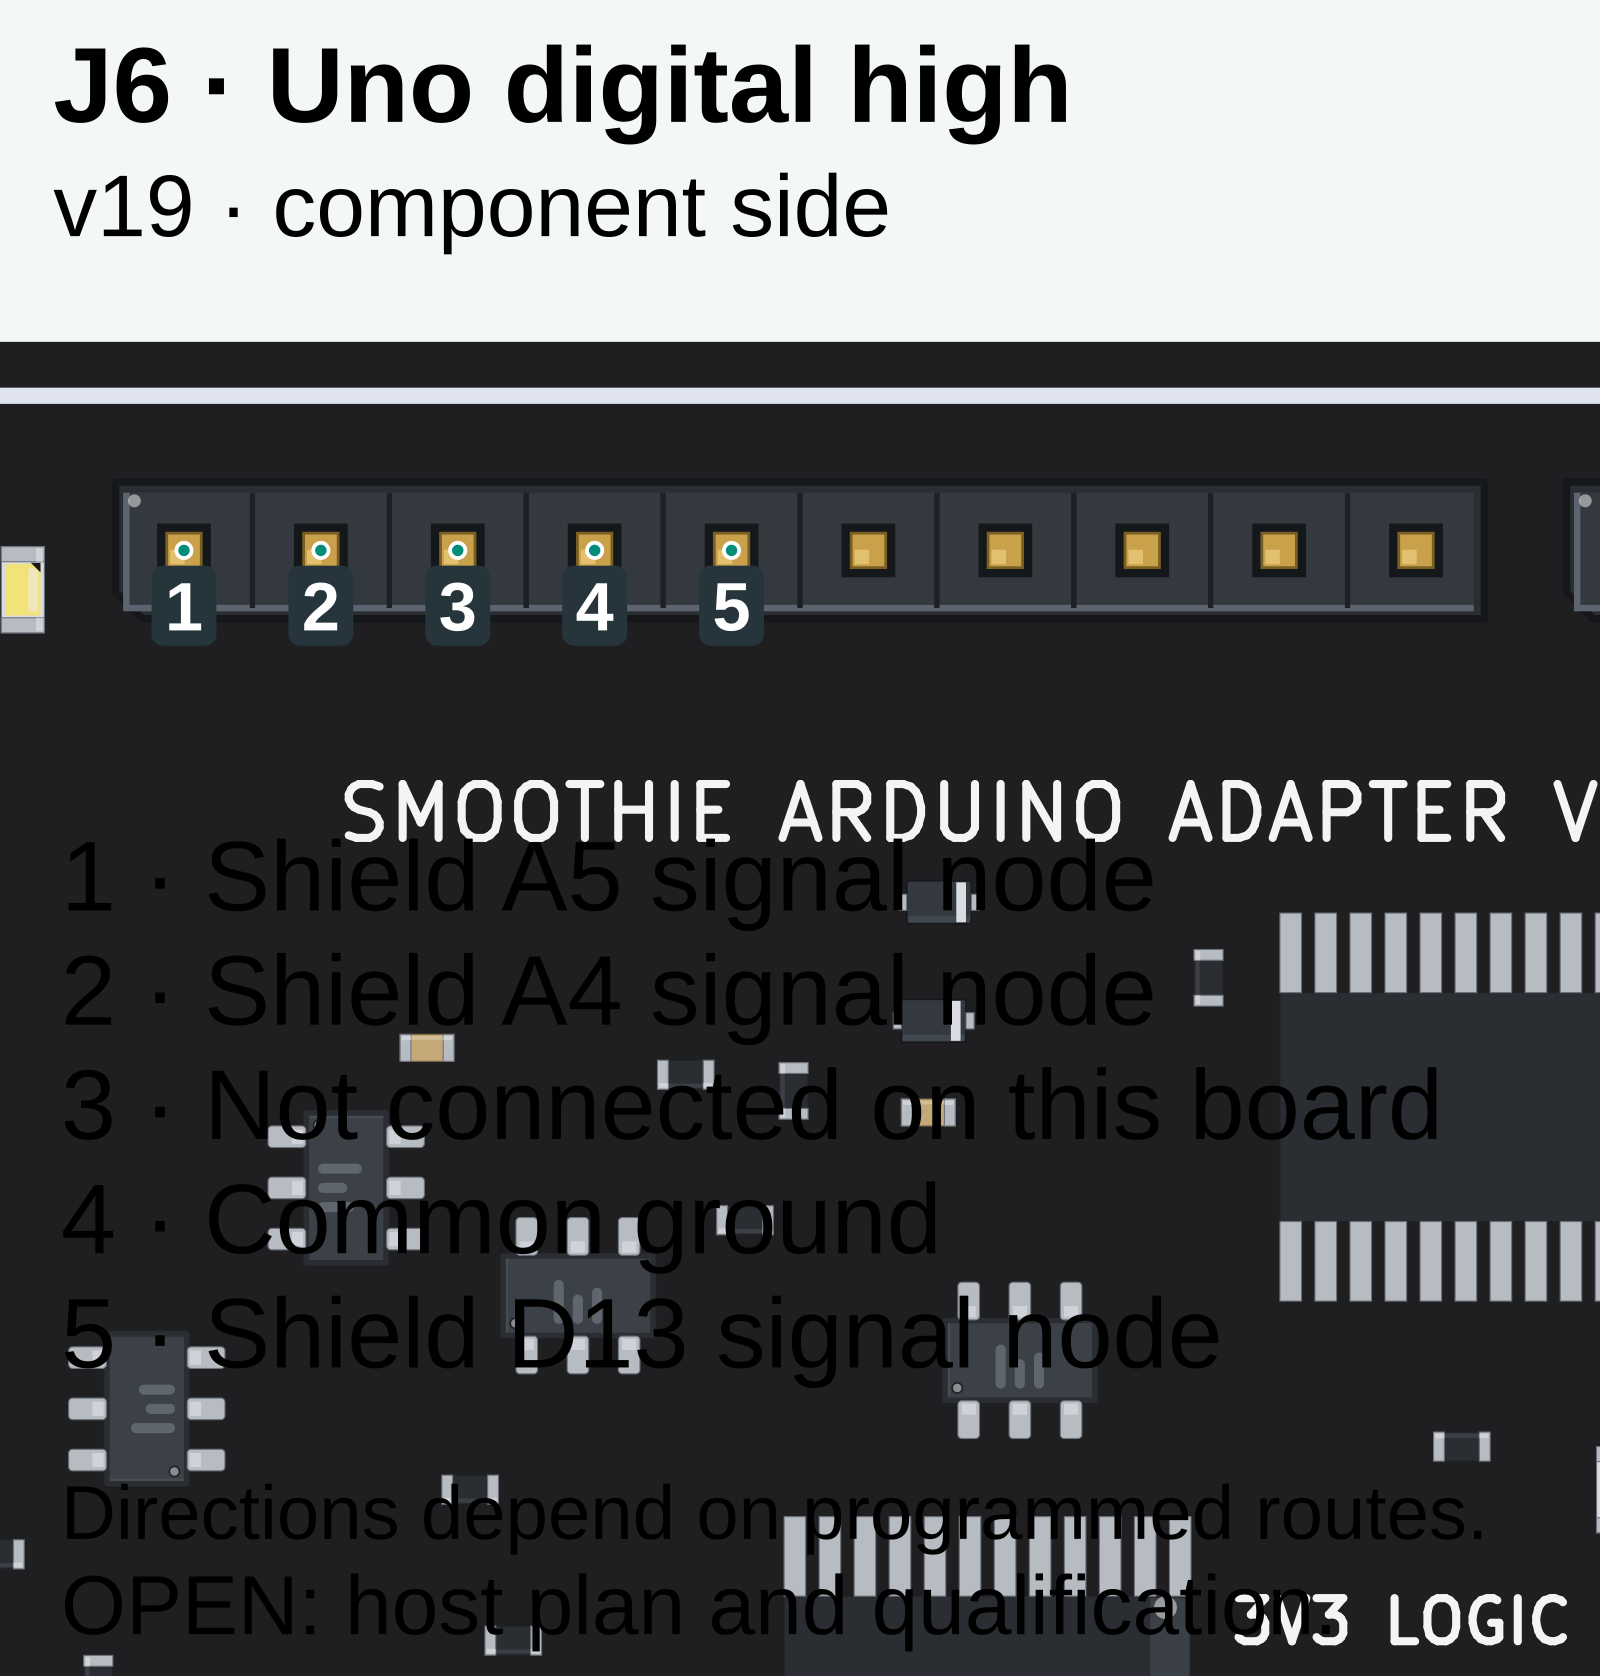 J6 · Uno digital high
v19 · component side
1 2 3 4 5
SMOOTHIE ARDUINO ADAPTER V
1 · Shield A5 signal node
2 · Shield A4 signal node
3 · Not connected on this board
4 · Common ground
5 · Shield D13 signal node
Directions depend on programmed routes.
OPEN: host plan and qualification.
3V3 LOGIC